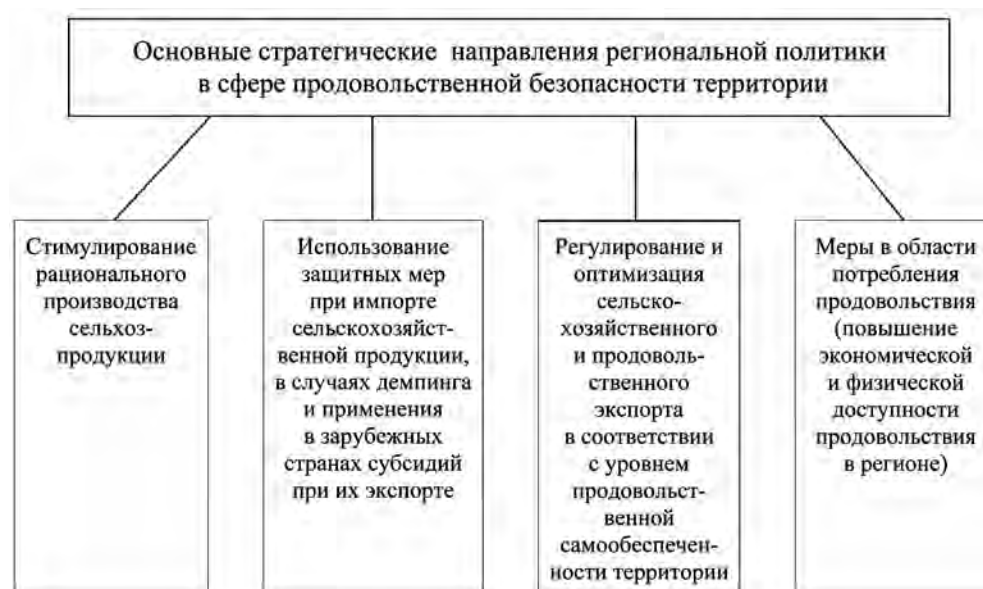 Основные стратегические направления региональной политики
в сфере продовольственной безопасности территории
Стимулирование
рационального
производства
сельхоз-
продукции
Использование
защитных мер
при импорте
сельскохозяйст-
венной продукции,
в случаях демпинга
и применения
в зарубежных
странах субсидий
при их экспорте
Регулирование и
оптимизация
сельско-
хозяйственного
и продоволь-
ственного
экспорта
в соответствии
с уровнем
продовольст-
венной
самообеспечен-
ности территории
Меры в области
потребления
продовольствия
(повышение
экономической
и физической
доступности
продовольствия
в регионе)